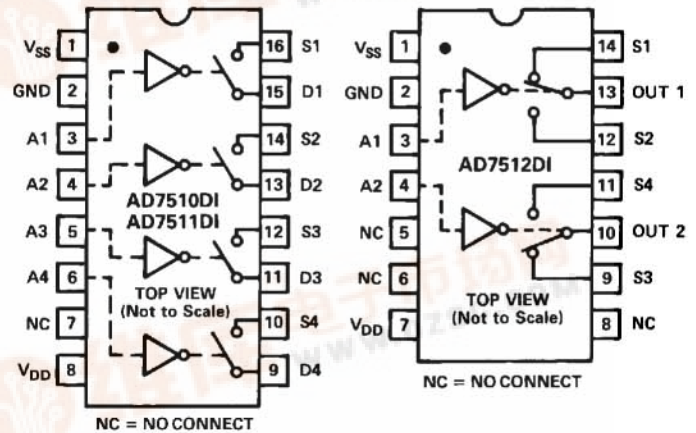 V_SS 1
GND 2
A1 3
A2 4
A3 5
A4 6
NC 7
V_DD 8
16 S1
15 D1
14 S2
13 D2
12 S3
11 D3
10 S4
9 D4
AD7510DI
AD7511DI
TOP VIEW
(Not to Scale)
NC = NO CONNECT
V_SS 1
GND 2
A1 3
A2 4
NC 5
NC 6
V_DD 7
14 S1
13 OUT 1
12 S2
11 S4
10 OUT 2
9 S3
8 NC
AD7512DI
TOP VIEW
(Not to Scale)
NC = NO CONNECT